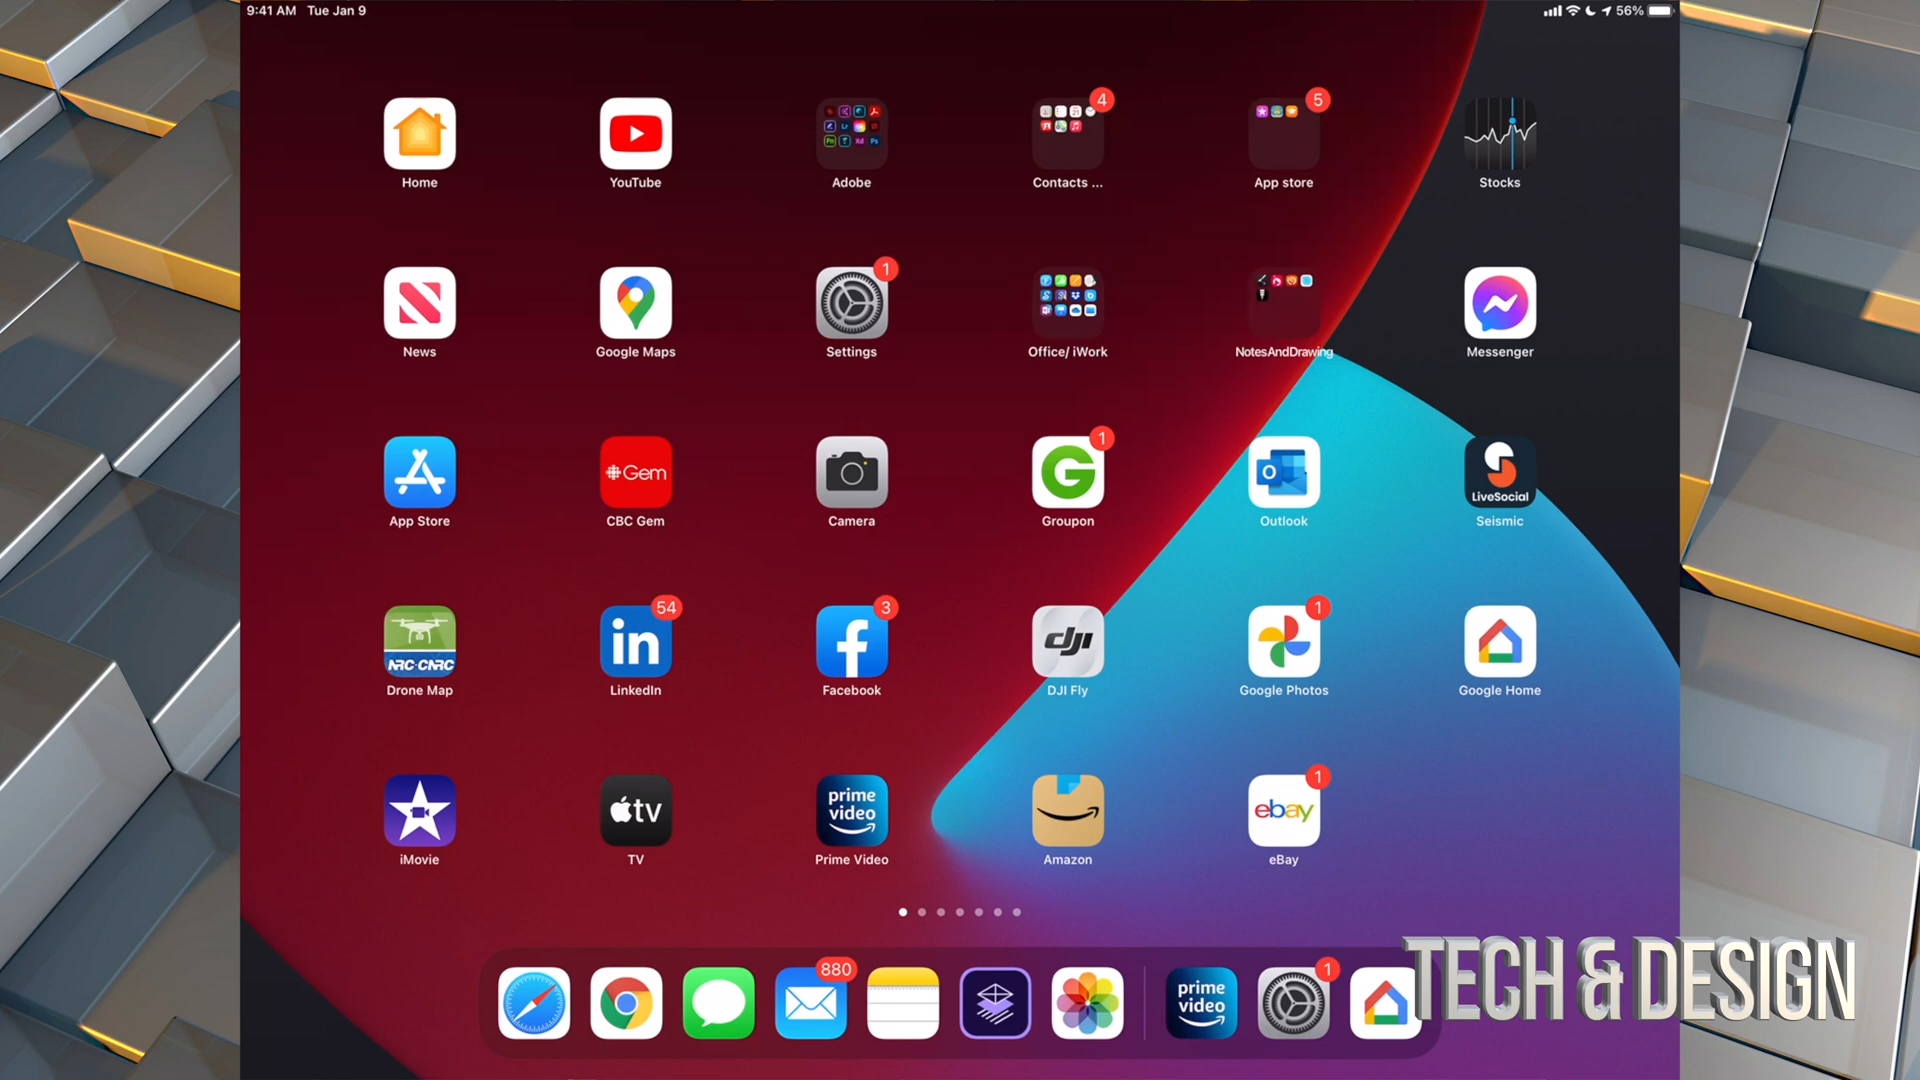 9:41 AM Tue Jan 9
56%
4
5
Home
YouTube
Adobe
Contacts ...
App store
Stocks
1
News
Google Maps
Settings
Office/ iWork
NotesAndDrawing
Messenger
Gem
1
LiveSocial
App Store
CBC Gem
Camera
Groupon
Outlook
Seismic
NRC·CNRC
in
54
3
dji
1
Drone Map
LinkedIn
Facebook
DJI Fly
Google Photos
Google Home
tv
prime video
ebay
1
iMovie
TV
Prime Video
Amazon
eBay
880
prime video
1
TECH & DESIGN